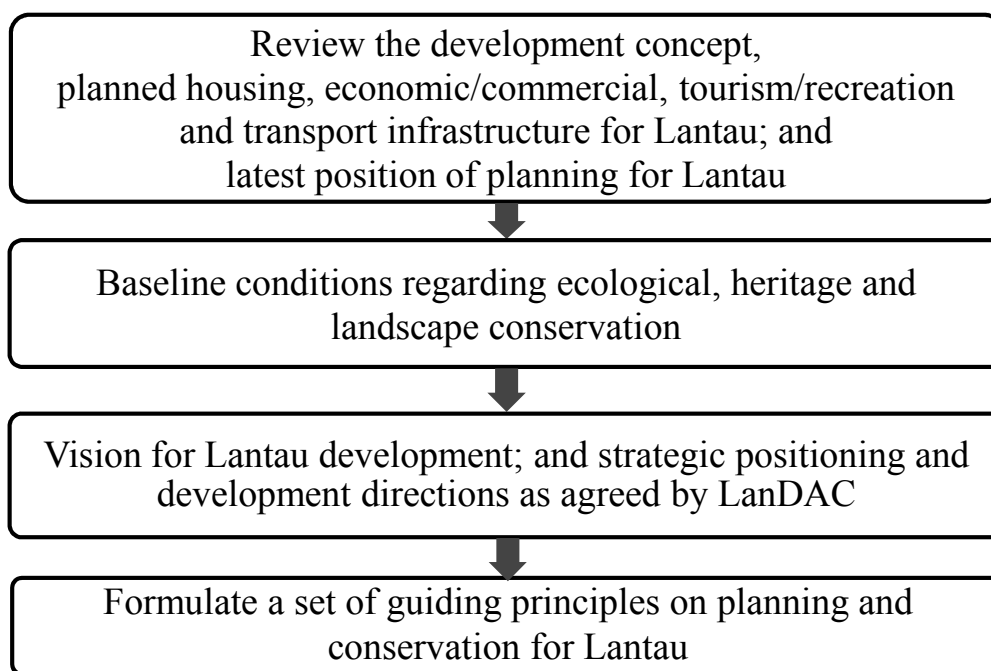 Review the development concept,
planned housing, economic/commercial, tourism/recreation
and transport infrastructure for Lantau; and
latest position of planning for Lantau
Baseline conditions regarding ecological, heritage and
landscape conservation
Vision for Lantau development; and strategic positioning and
development directions as agreed by LanDAC
Formulate a set of guiding principles on planning and
conservation for Lantau